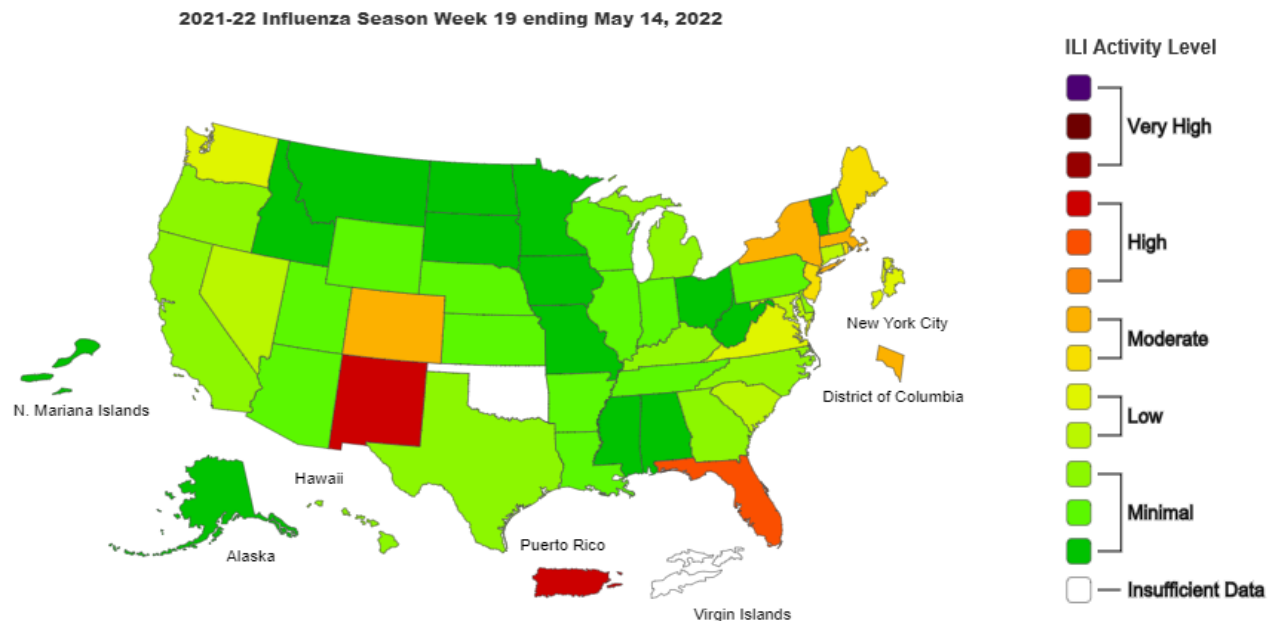 2021-22 Influenza Season Week 19 ending May 14, 2022
ILI Activity Level
Very High
High
Moderate
Low
Minimal
Insufficient Data
New York City
District of Columbia
N. Mariana Islands
Hawaii
Alaska
Puerto Rico
Virgin Islands